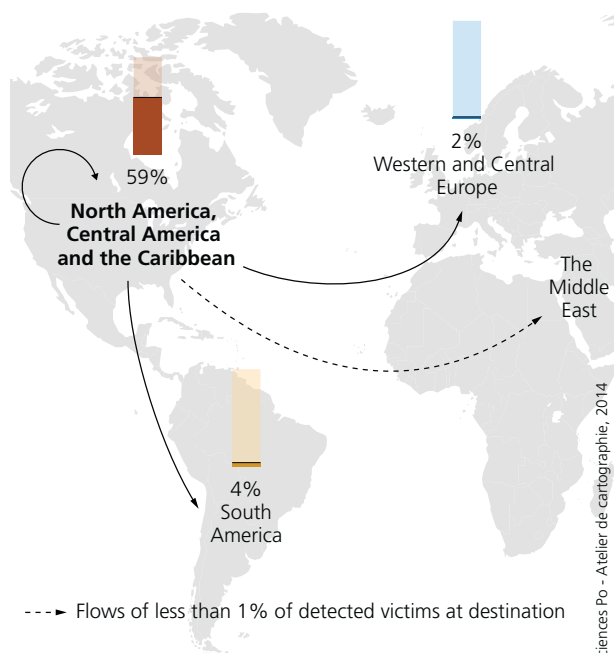 2%
Western and Central
Europe
59%
North America,
Central America
and the Caribbean
The
Middle
East
4%
South
America
Flows of less than 1% of detected victims at destination
Sciences Po - Atelier de cartographie, 2014